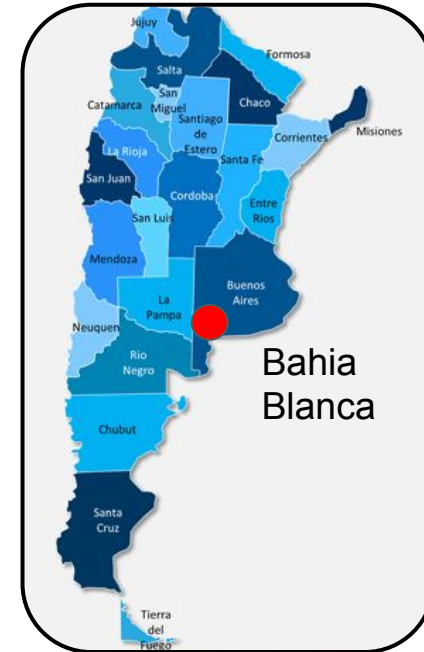 Jujuy
Formosa
Salta
Chaco
San
Miguel
Catamarca
Santiago
de
Estero
Misiones
Corrientes
La Rioja
Santa Fe
San Juan
Cordoba
Entre
Rios
San Luis
Mendoza
Buenos
Aires
La
Pampa
Neuquen
Rio
Negro
Bahia
Blanca
Chubut
Santa
Cruz
Tierra
del
Fuego